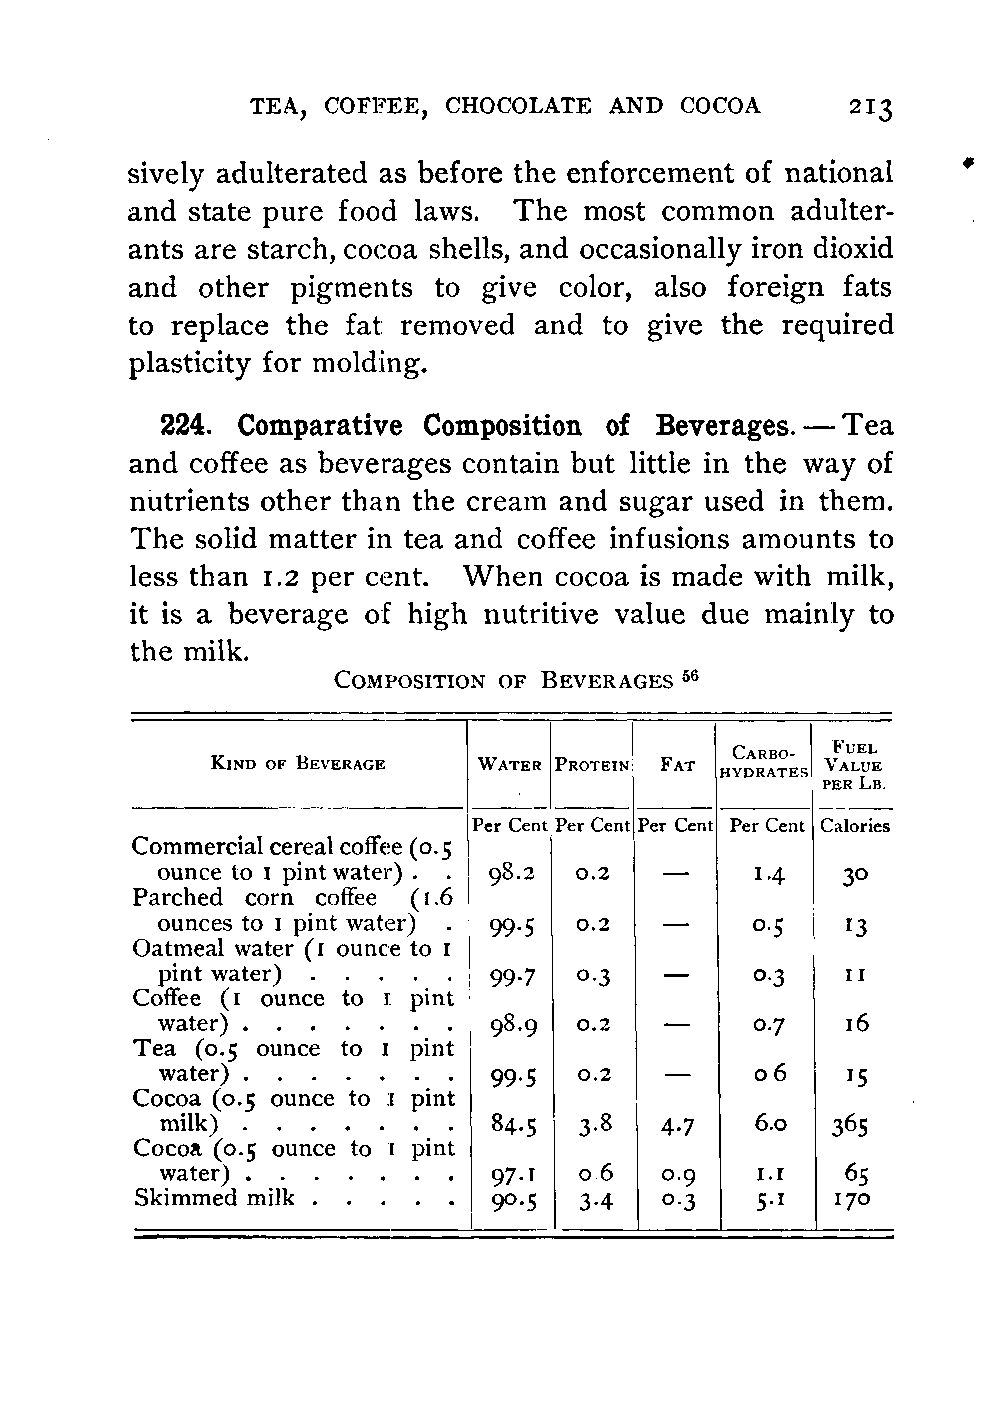 TEA, COFFEE, CHOCOLATE AND COCOA 213
sively adulterated as before the enforcement of national
and state pure food laws. The most common adulter-
ants are starch, cocoa shells, and occasionally iron dioxid
and other pigments to give color, also foreign fats
to replace the fat removed and to give the required
plasticity for molding.
224. Comparative Composition of Beverages. — Tea
and coffee as beverages contain but little in the way of
nutrients other than the cream and sugar used in them.
The solid matter in tea and coffee infusions amounts to
less than 1.2 per cent. When cocoa is made with milk,
it is a beverage of high nutritive value due mainly to
the milk.
COMPOSITION OF BEVERAGES 56
KIND OF BEVERAGE WATER PROTEIN FAT CARBO-HYDRATES FUEL VALUE PER LB.
Per Cent Per Cent Per Cent Per Cent Calories
Commercial cereal coffee (0.5
ounce to 1 pint water) . . 98.2 0.2 — 1.4 30
Parched corn coffee (1.6
ounces to 1 pint water) . 99.5 0.2 — 0.5 13
Oatmeal water (1 ounce to 1
pint water) . . . . . 99.7 0.3 — 0.3 11
Coffee (1 ounce to 1 pint
water) . . . . . . . 98.9 0.2 — 0.7 16
Tea (0.5 ounce to 1 pint
water) . . . . . . . 99.5 0.2 — 0 6 15
Cocoa (0.5 ounce to 1 pint
milk) . . . . . . . 84.5 3.8 4.7 6.0 365
Cocoa (0.5 ounce to 1 pint
water) . . . . . . . 97.1 0 6 0.9 1.1 65
Skimmed milk . . . . . 90.5 3.4 0.3 5.1 170